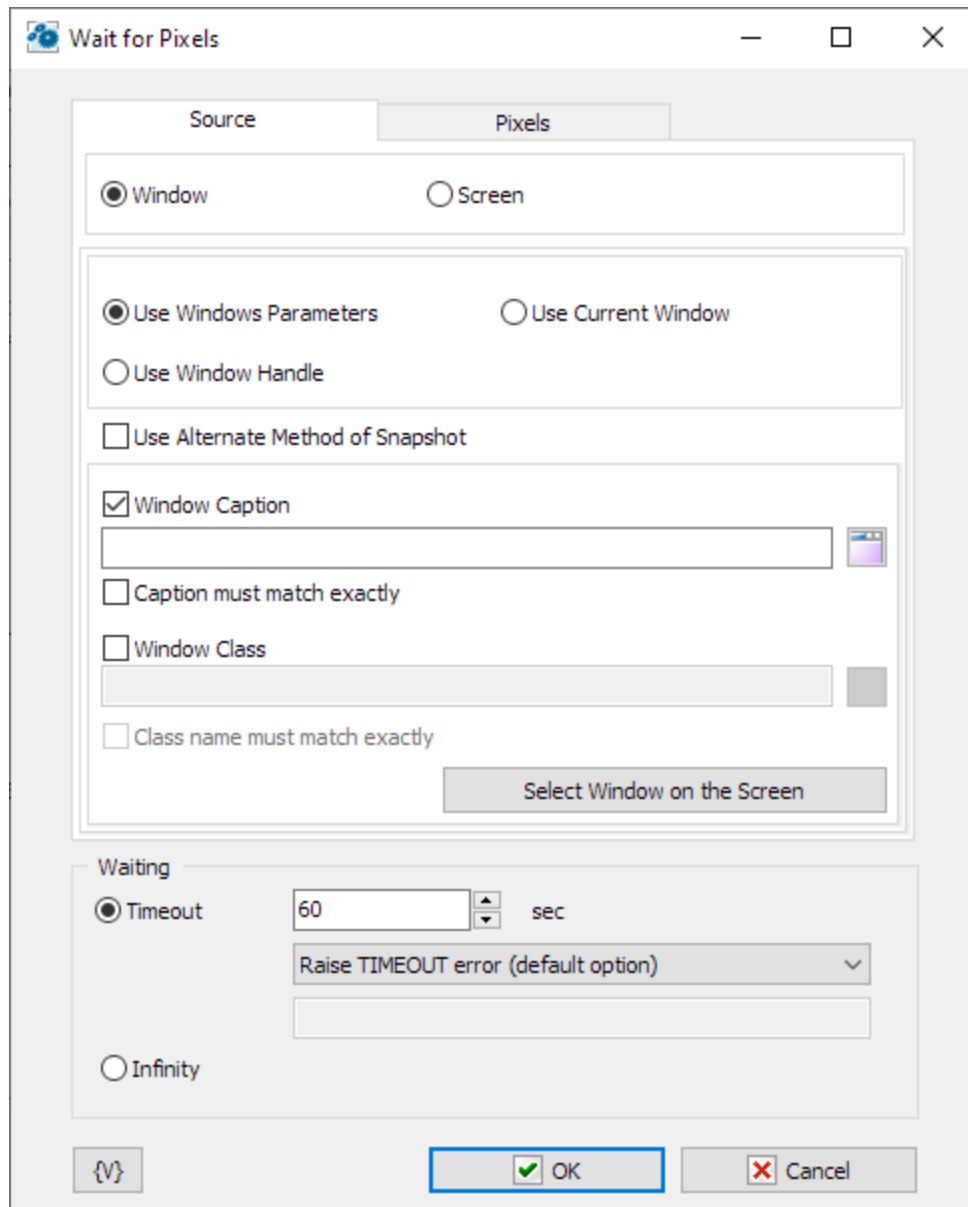 Wait for Pixels
Source Pixels
Window Screen
Use Windows Parameters Use Current Window
Use Window Handle
Use Alternate Method of Snapshot
Window Caption
Caption must match exactly
Window Class
Class name must match exactly
Select Window on the Screen
Waiting
Timeout 60 sec
Raise TIMEOUT error (default option)
Infinity
{V} OK Cancel